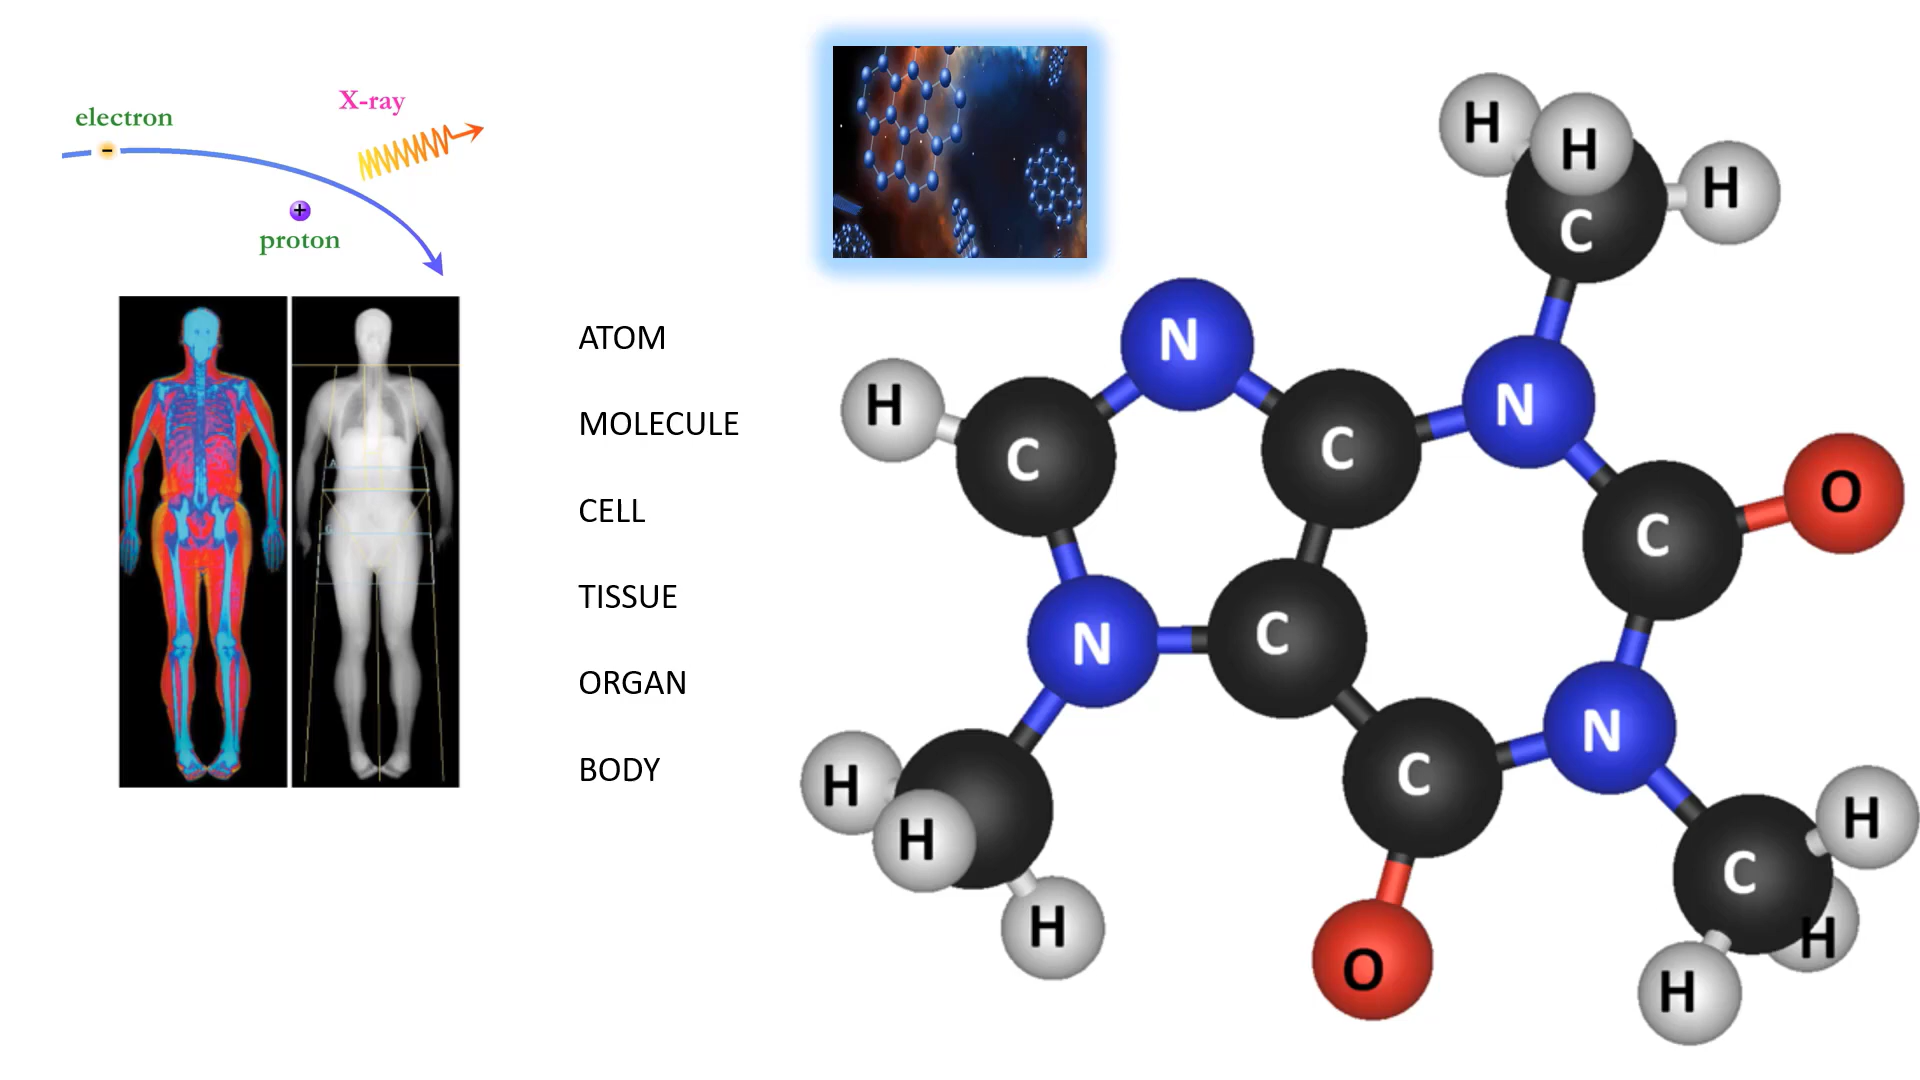 electron
X-ray
−
+
proton
A
G
ATOM
MOLECULE
CELL
TISSUE
ORGAN
BODY
H
H
H
C
N
H
N
C
C
O
C
N
C
N
C
H
H
C
H
H
O
H
H